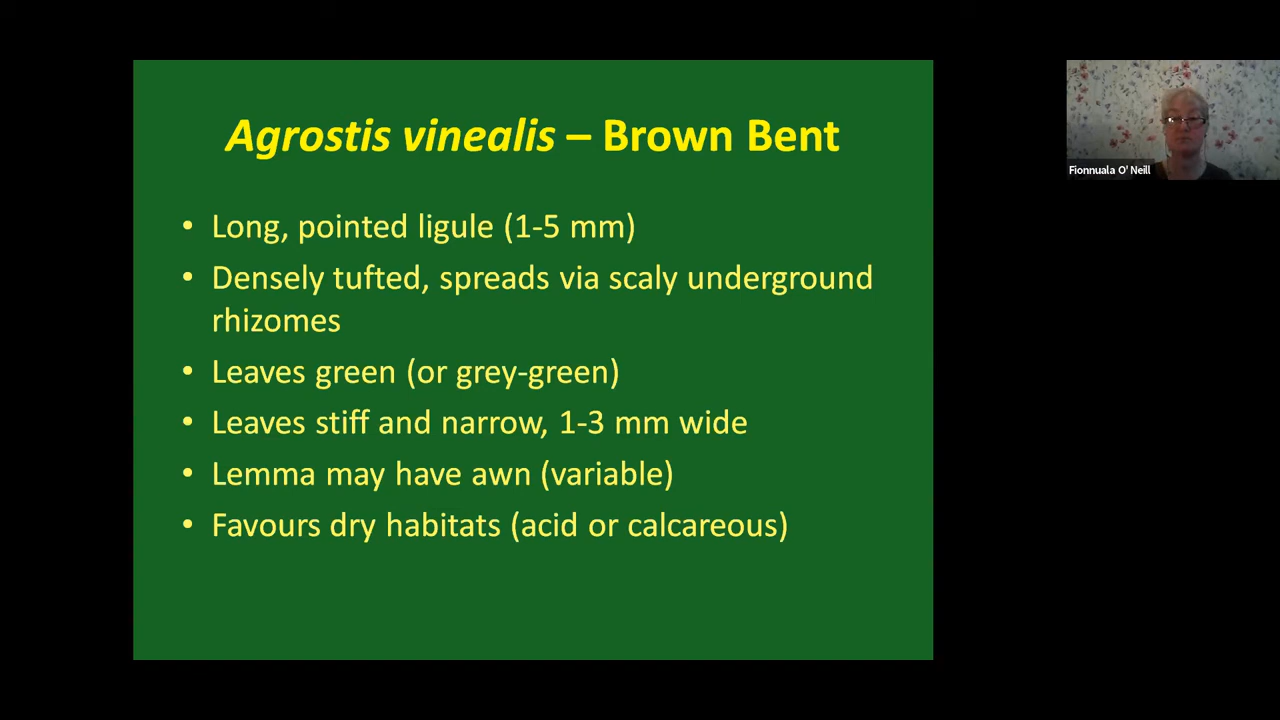 Agrostis vinealis – Brown Bent
• Long, pointed ligule (1-5 mm)
• Densely tufted, spreads via scaly underground
rhizomes
• Leaves green (or grey-green)
• Leaves stiff and narrow, 1-3 mm wide
• Lemma may have awn (variable)
• Favours dry habitats (acid or calcareous)
Fionnuala O' Neill